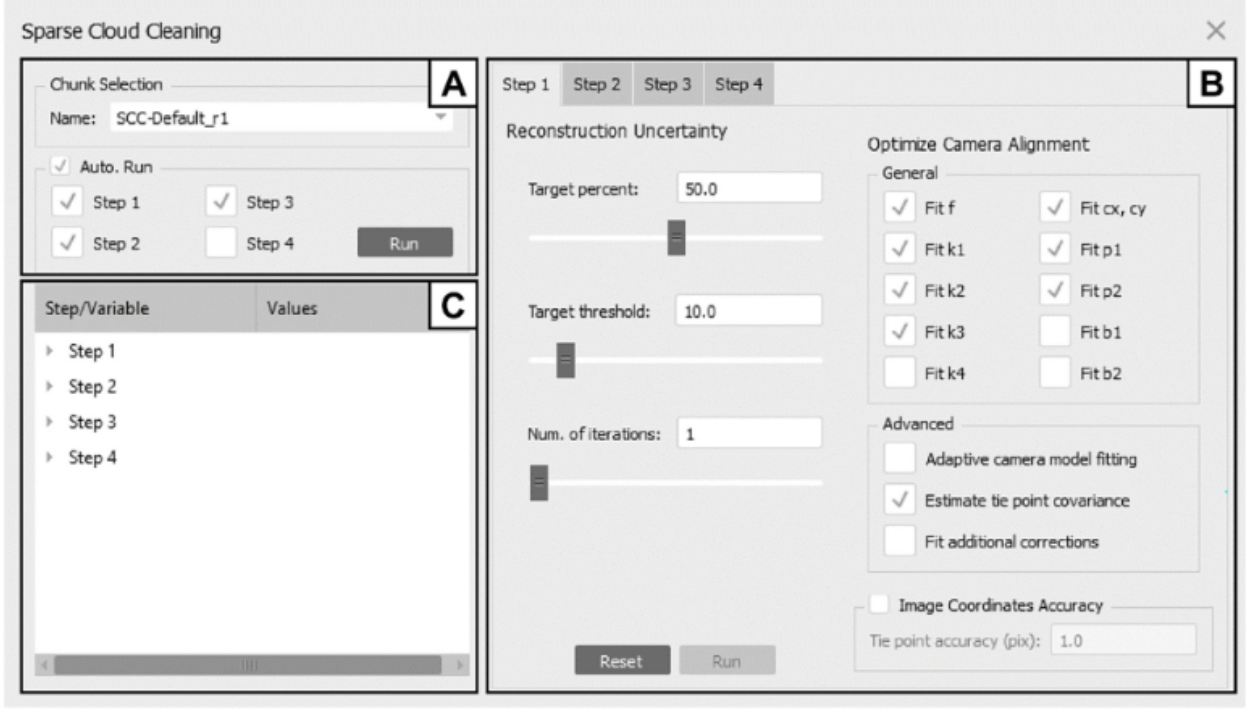 Sparse Cloud Cleaning
A
Chunk Selection
Name: SCC-Default_r1
Auto. Run
Step 1 Step 3
Step 2 Step 4 Run
C
Step/Variable Values
Step 1
Step 2
Step 3
Step 4
B
Step 1 Step 2 Step 3 Step 4
Reconstruction Uncertainty
Target percent: 50.0
Target threshold: 10.0
Num. of iterations: 1
Reset Run
Optimize Camera Alignment
General
Fit f Fit cx, cy
Fit k1 Fit p1
Fit k2 Fit p2
Fit k3 Fit b1
Fit k4 Fit b2
Advanced
Adaptive camera model fitting
Estimate tie point covariance
Fit additional corrections
Image Coordinates Accuracy
Tie point accuracy (pix): 1.0